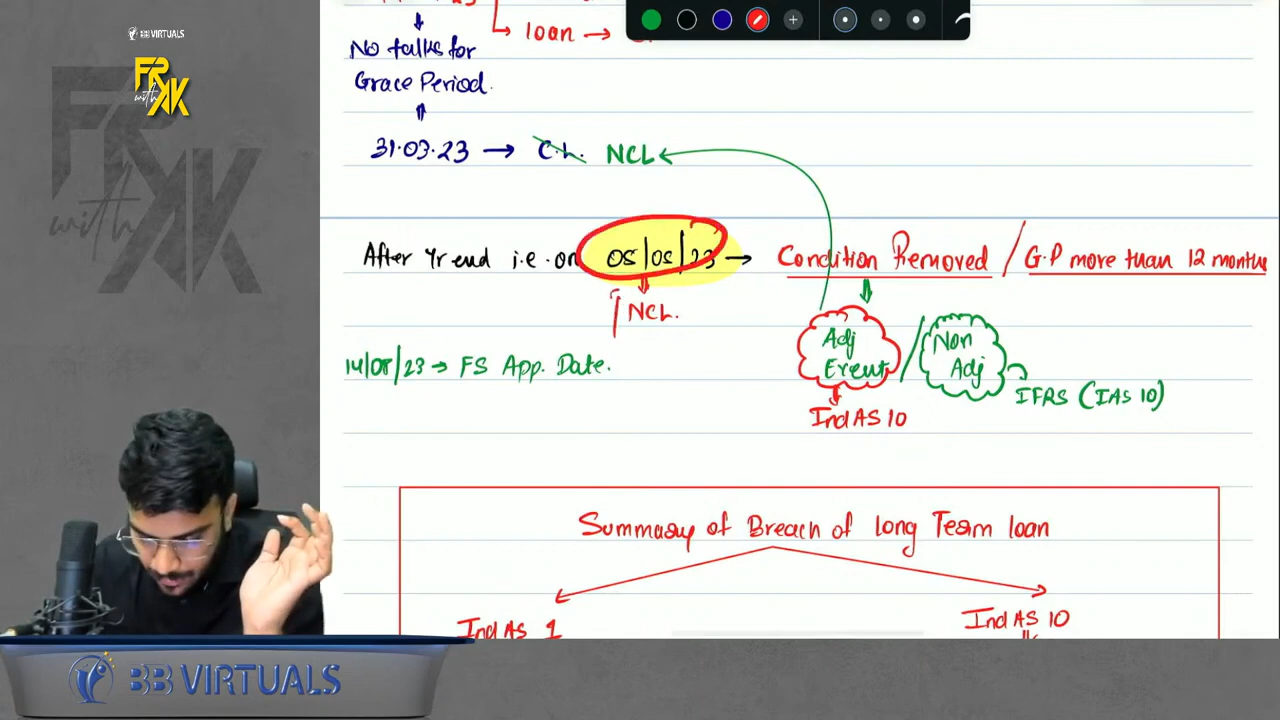 BB VIRTUALS
FR
with
AK
loan →
No talks for
Grace Period.
31.03.23 → C.L. NCL
After Yr end i.e. on 05/05/23 → Condition Removed / G.P more than 12 months
NCL.
Adj
Event
/
Non
Adj
14/08/23 → FS App. Date.
IFRS (IAS 10)
Ind AS 10
Summary of Breach of Long Term loan
Ind AS 1
Ind AS 10
FR
with
AK
BB VIRTUALS